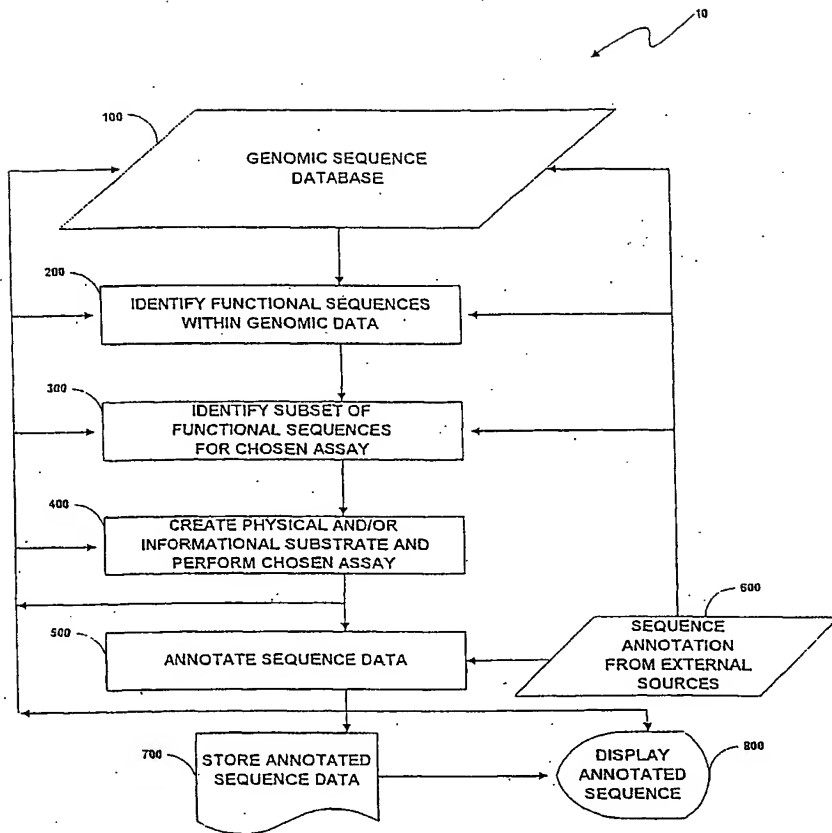 10
100
GENOMIC SEQUENCE
DATABASE
200
IDENTIFY FUNCTIONAL SEQUENCES
WITHIN GENOMIC DATA
300
IDENTIFY SUBSET OF
FUNCTIONAL SEQUENCES
FOR CHOSEN ASSAY
400
CREATE PHYSICAL AND/OR
INFORMATIONAL SUBSTRATE AND
PERFORM CHOSEN ASSAY
500
ANNOTATE SEQUENCE DATA
600
SEQUENCE
ANNOTATION
FROM EXTERNAL
SOURCES
700
STORE ANNOTATED
SEQUENCE DATA
800
DISPLAY
ANNOTATED
SEQUENCE